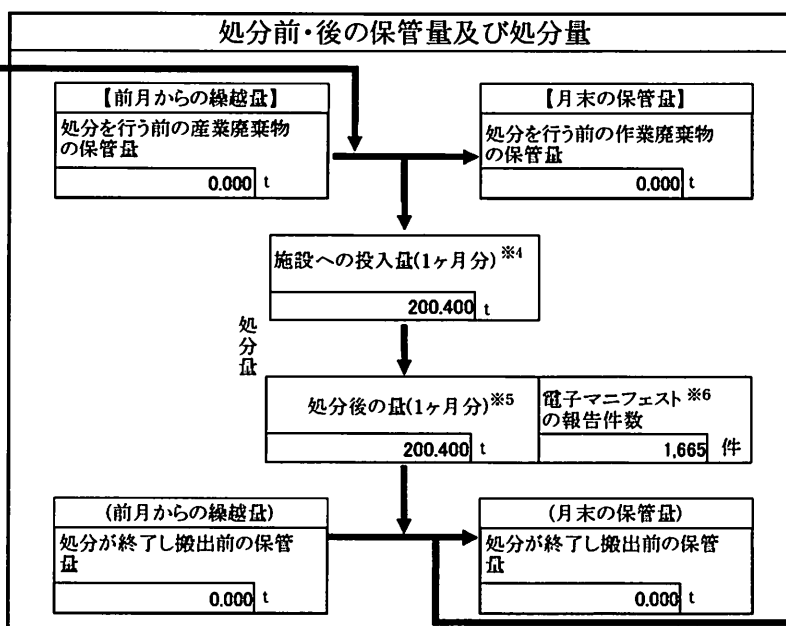 処分前・後の保管量及び処分量
【前月からの繰越量】
処分を行う前の産業廃棄物
の保管量
0.000 t
【月末の保管量】
処分を行う前の作業廃棄物
の保管量
0.000 t
施設への投入量(1ヶ月分)※4
200.400 t
処分量
処分後の量(1ヶ月分)※5
200.400 t
電子マニフェスト※6
の報告件数
1,665 件
(前月からの繰越量)
処分が終了し搬出前の保管
量
0.000 t
(月末の保管量)
処分が終了し搬出前の保管
量
0.000 t